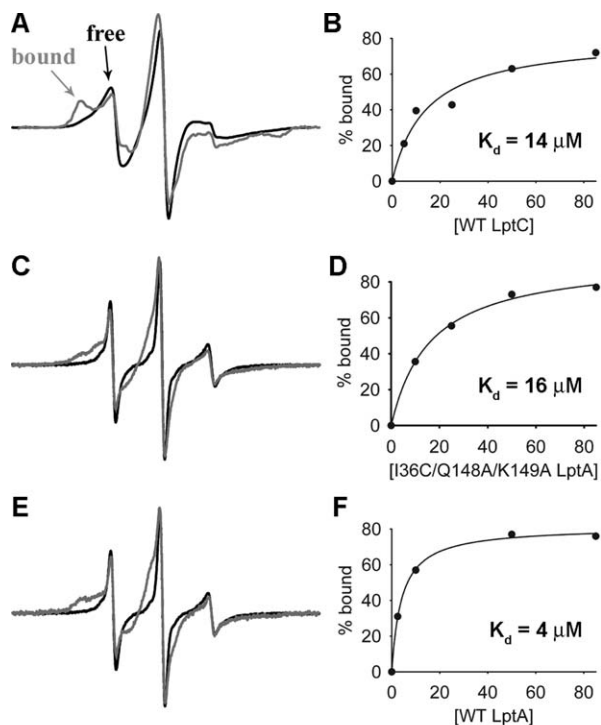 A
free
bound
B
80
60
40
20
0
% bound
K_d = 14 μM
0 20 40 60 80
[WT LptC]
C
D
80
60
40
20
0
% bound
K_d = 16 μM
0 20 40 60 80
[I36C/Q148A/K149A LptA]
E
F
80
60
40
20
0
% bound
K_d = 4 μM
0 20 40 60 80
[WT LptA]